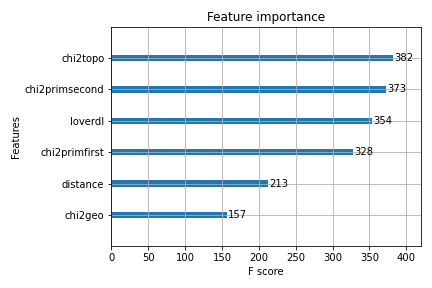 Feature importance
Features
chi2topo 382
chi2primsecond 373
loverdl 354
chi2primfirst 328
distance 213
chi2geo 157
0 50 100 150 200 250 300 350 400
F score